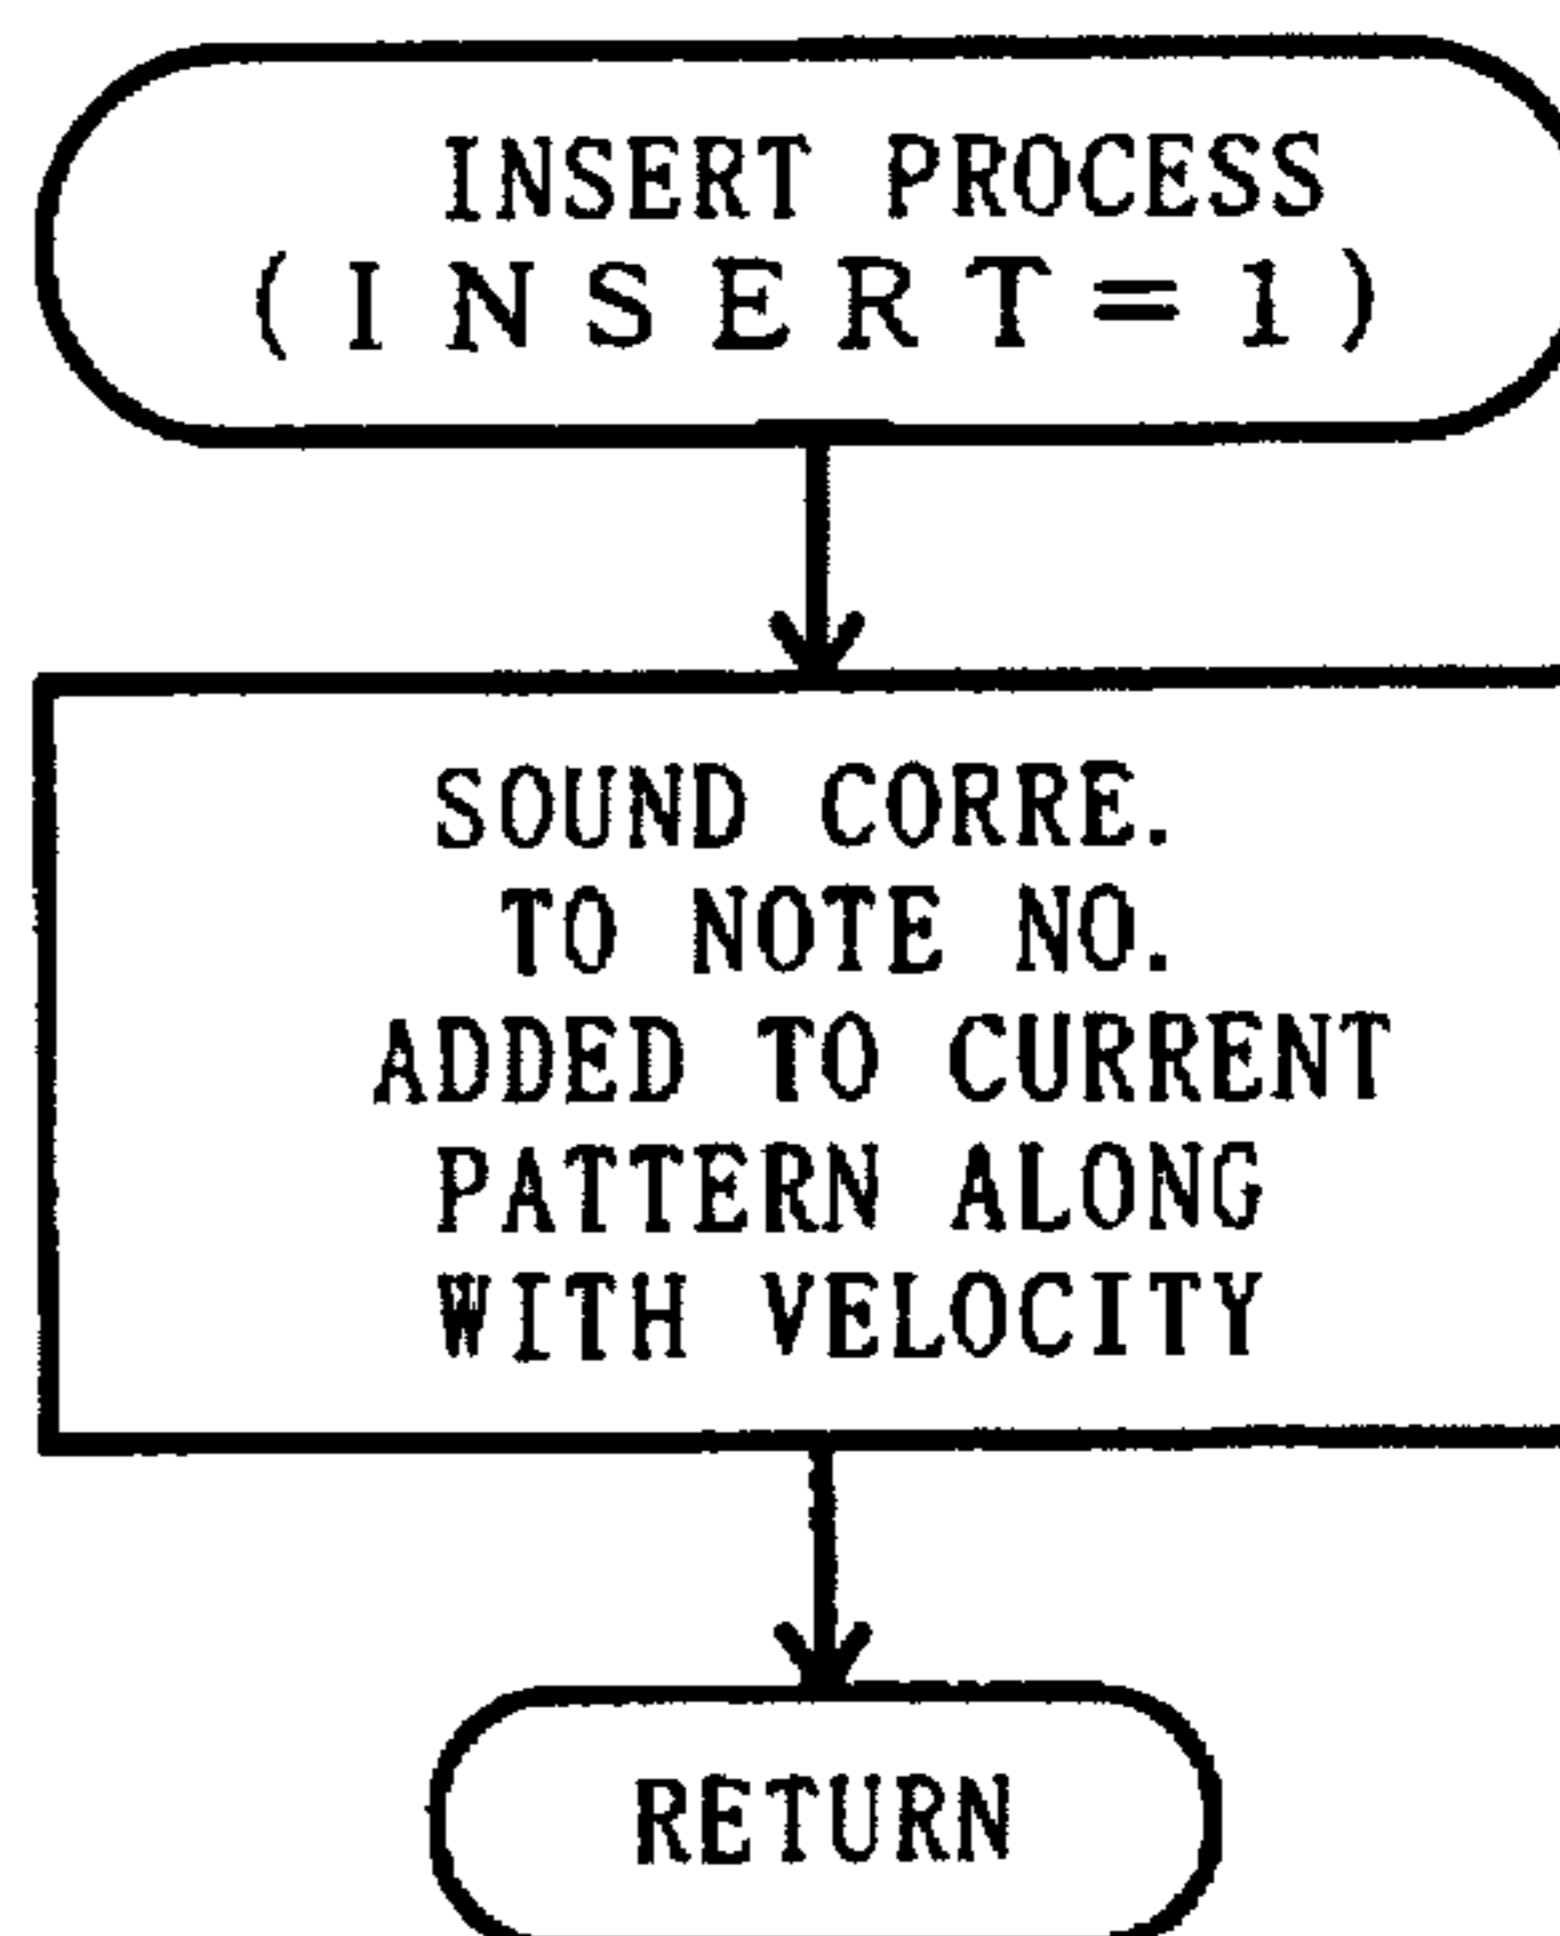 INSERT PROCESS
(INSERT=1)
SOUND CORRE.
TO NOTE NO.
ADDED TO CURRENT
PATTERN ALONG
WITH VELOCITY
RETURN